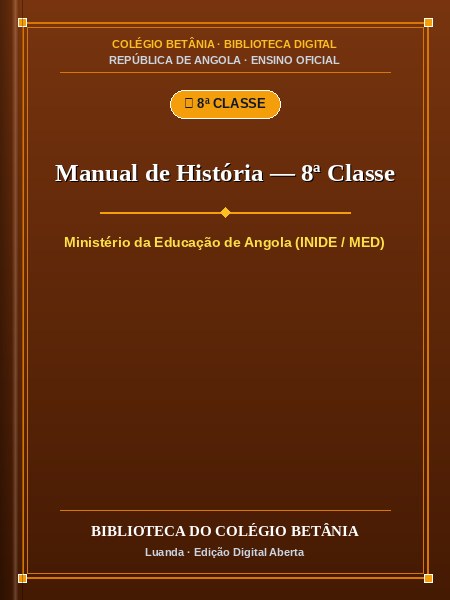 COLÉGIO BETÂNIA · BIBLIOTECA DIGITAL
REPÚBLICA DE ANGOLA · ENSINO OFICIAL
8ª CLASSE
Manual de História — 8ª Classe
Ministério da Educação de Angola (INIDE / MED)
BIBLIOTECA DO COLÉGIO BETÂNIA
Luanda · Edição Digital Aberta